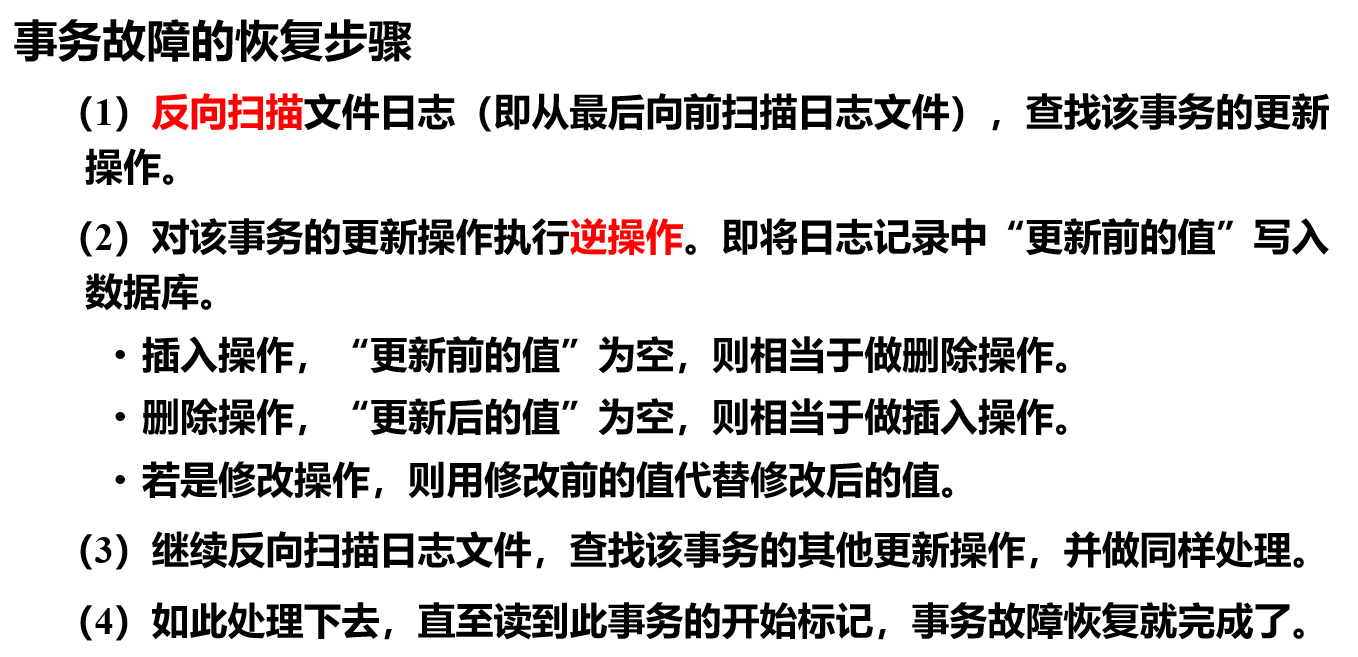 事务故障的恢复步骤
（1）反向扫描文件日志（即从最后向前扫描日志文件），查找该事务的更新
操作。
（2）对该事务的更新操作执行逆操作。即将日志记录中“更新前的值”写入
数据库。
• 插入操作，“更新前的值”为空，则相当于做删除操作。
• 删除操作，“更新后的值”为空，则相当于做插入操作。
• 若是修改操作，则用修改前的值代替修改后的值。
（3）继续反向扫描日志文件，查找该事务的其他更新操作，并做同样处理。
（4）如此处理下去，直至读到此事务的开始标记，事务故障恢复就完成了。